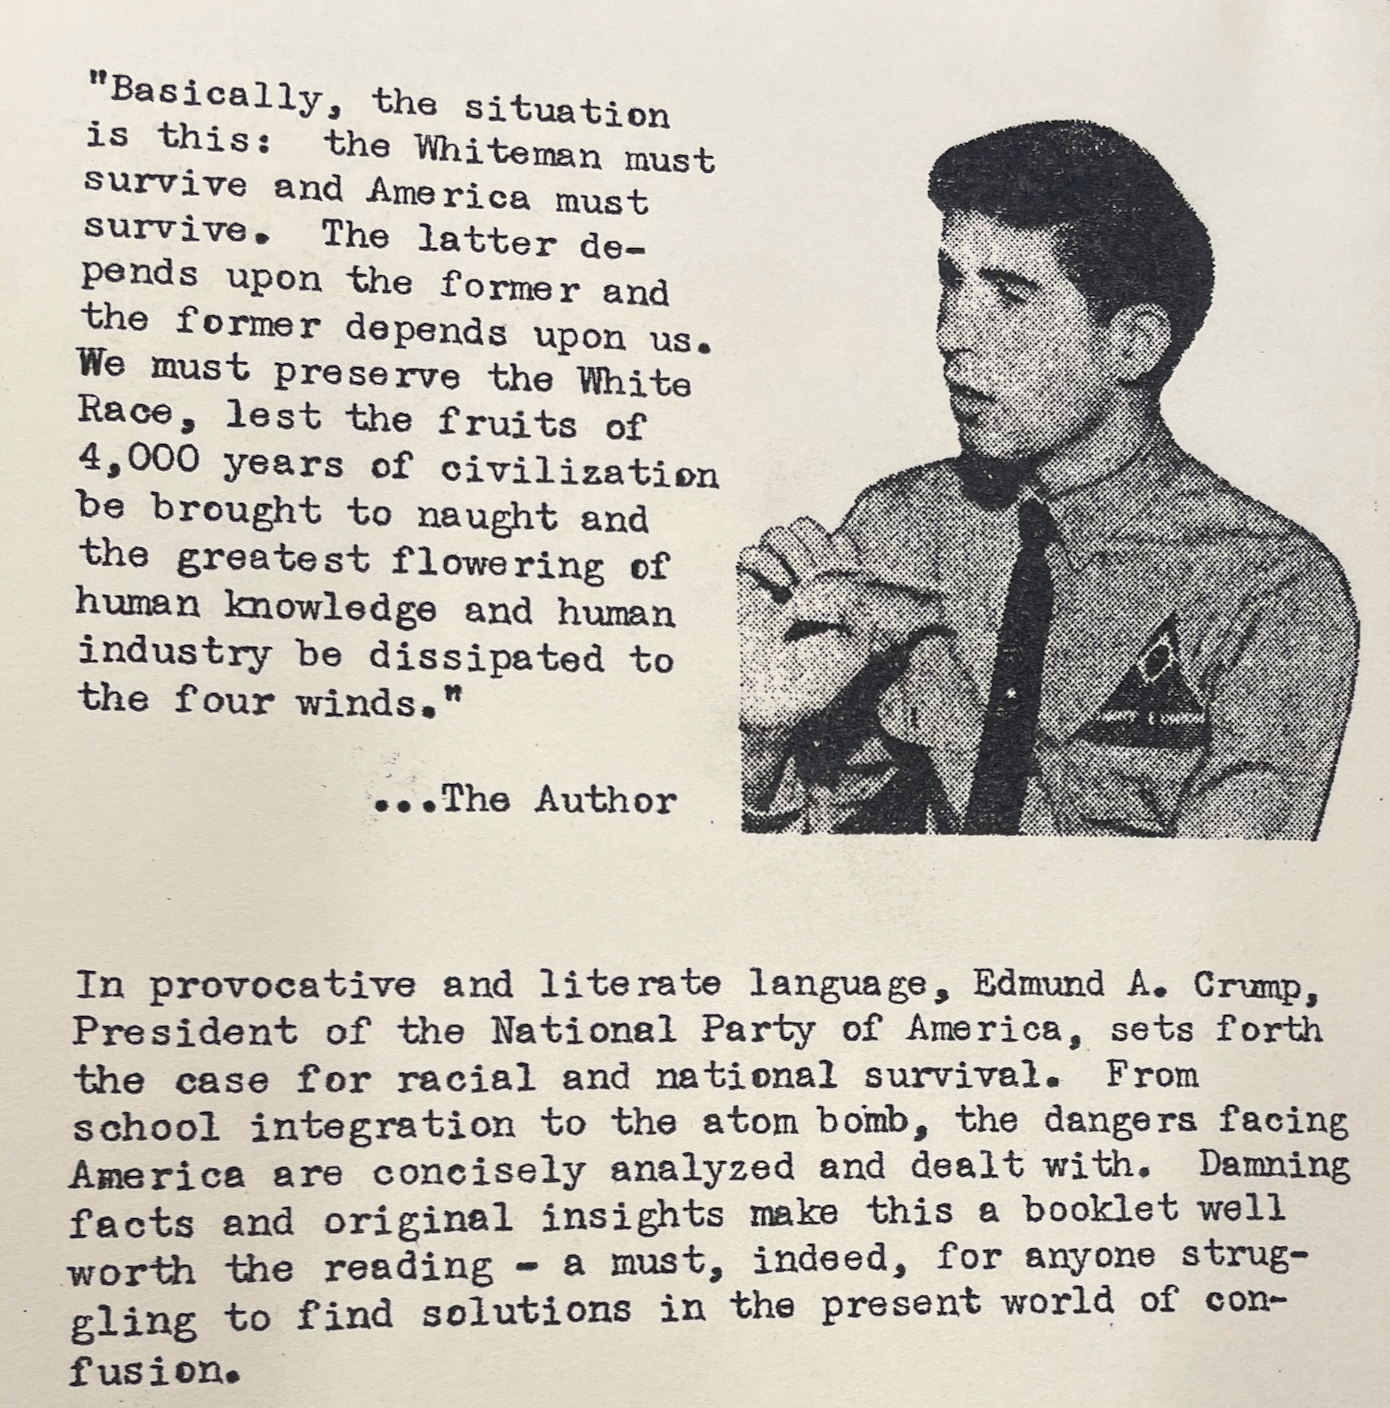 "Basically, the situation
is this:  the Whiteman must
survive and America must
survive.  The latter de-
pends upon the former and
the former depends upon us.
We must preserve the White
Race, lest the fruits of
4,000 years of civilization
be brought to naught and
the greatest flowering of
human knowledge and human
industry be dissipated to
the four winds."
...The Author
In provocative and literate language, Edmund A. Crump,
President of the National Party of America, sets forth
the case for racial and national survival.  From
school integration to the atom bomb, the dangers facing
America are concisely analyzed and dealt with.  Damning
facts and original insights make this a booklet well
worth the reading - a must, indeed, for anyone strug-
gling to find solutions in the present world of con-
fusion.